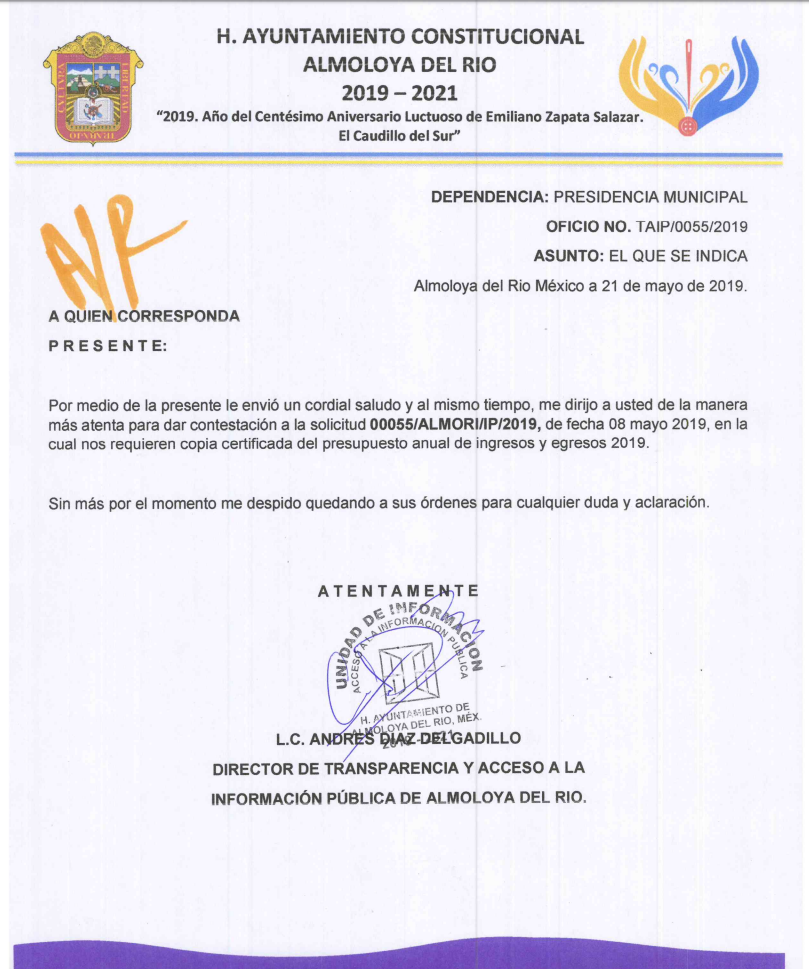 H. AYUNTAMIENTO CONSTITUCIONAL
ALMOLOYA DEL RIO
2019 – 2021
“2019. Año del Centésimo Aniversario Luctuoso de Emiliano Zapata Salazar.
El Caudillo del Sur”
DEPENDENCIA: PRESIDENCIA MUNICIPAL
OFICIO NO. TAIP/0055/2019
ASUNTO: EL QUE SE INDICA
Almoloya del Rio México a 21 de mayo de 2019.
A QUIEN CORRESPONDA
P R E S E N T E:
Por medio de la presente le envió un cordial saludo y al mismo tiempo, me dirijo a usted de la manera
más atenta para dar contestación a la solicitud 00055/ALMORI/IP/2019, de fecha 08 mayo 2019, en la
cual nos requieren copia certificada del presupuesto anual de ingresos y egresos 2019.
Sin más por el momento me despido quedando a sus órdenes para cualquier duda y aclaración.
A T E N T A M E N T E
UNIDAD DE INFORMACION
ACCESO A LA INFORMACION PUBLICA
H. AYUNTAMIENTO DE
ALMOLOYA DEL RIO, MÉX.
2019 - 2021
L.C. ANDRES DIAZ DELGADILLO
DIRECTOR DE TRANSPARENCIA Y ACCESO A LA
INFORMACIÓN PÚBLICA DE ALMOLOYA DEL RIO.